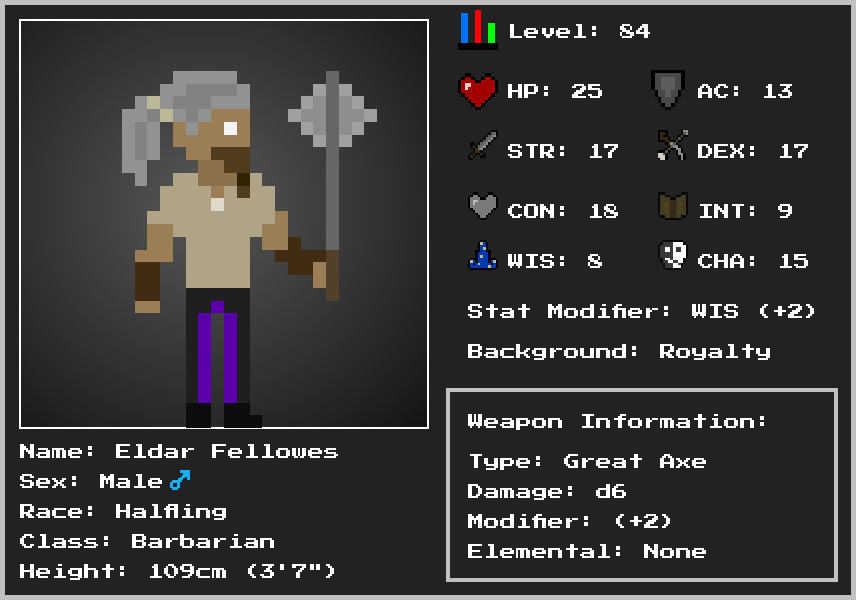 Level: 84
HP: 25 AC: 13
STR: 17 DEX: 17
CON: 18 INT: 9
WIS: 8 CHA: 15
Stat Modifier: WIS (+2)
Background: Royalty
Weapon Information:
Type: Great Axe
Damage: d6
Modifier: (+2)
Elemental: None
Name: Eldar Fellowes
Sex: Male ♂
Race: Halfling
Class: Barbarian
Height: 109cm (3'7")